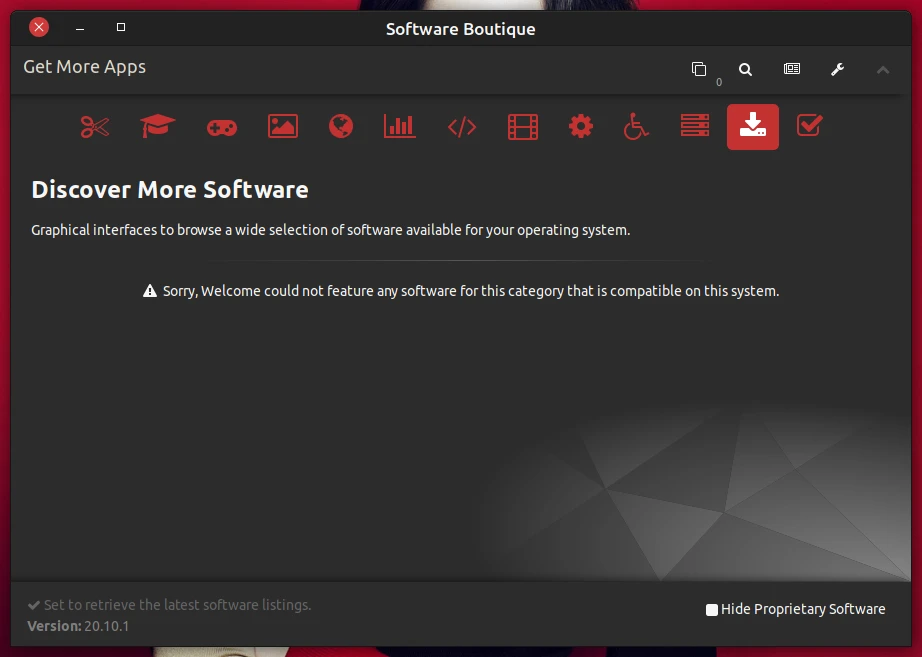 Software Boutique
Get More Apps
0
Discover More Software
Graphical interfaces to browse a wide selection of software available for your operating system.
Sorry, Welcome could not feature any software for this category that is compatible on this system.
Set to retrieve the latest software listings.
Hide Proprietary Software
Version: 20.10.1